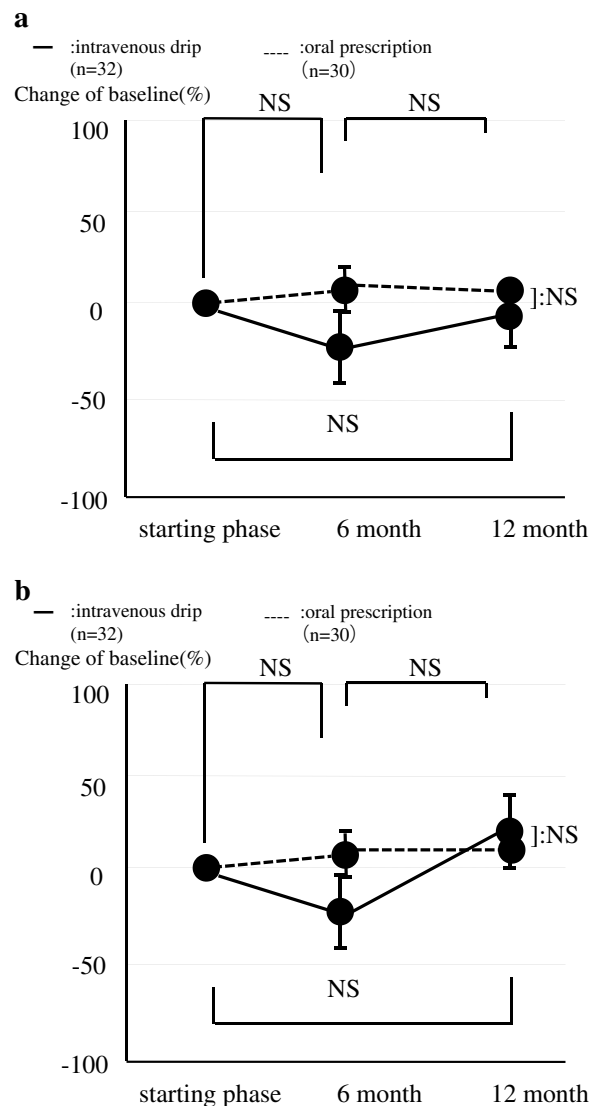 a
:intravenous drip ---- :oral prescription
(n=32) （n=30）
Change of baseline(%)
NS NS
100
50
0
]:NS
-50
NS
-100
starting phase 6 month 12 month
b
:intravenous drip ---- :oral prescription
(n=32) （n=30）
Change of baseline(%)
NS NS
100
50
]:NS
0
-50
NS
-100
starting phase 6 month 12 month